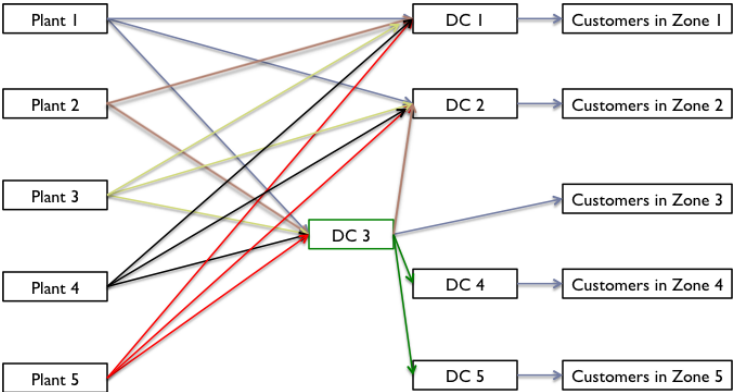 Plant 1
DC 1
Customers in Zone 1
Plant 2
DC 2
Customers in Zone 2
Plant 3
Customers in Zone 3
DC 3
Plant 4
DC 4
Customers in Zone 4
Plant 5
DC 5
Customers in Zone 5